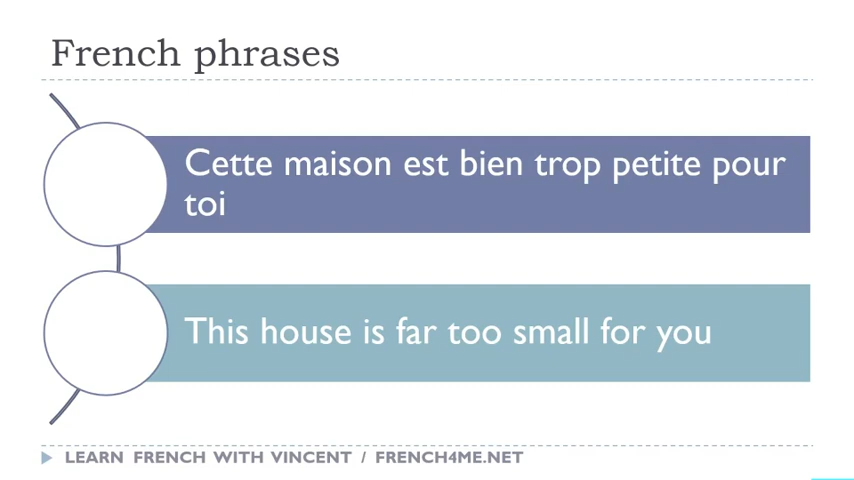 French phrases
Cette maison est bien trop petite pour
toi
This house is far too small for you
LEARN FRENCH WITH VINCENT / FRENCH4ME.NET